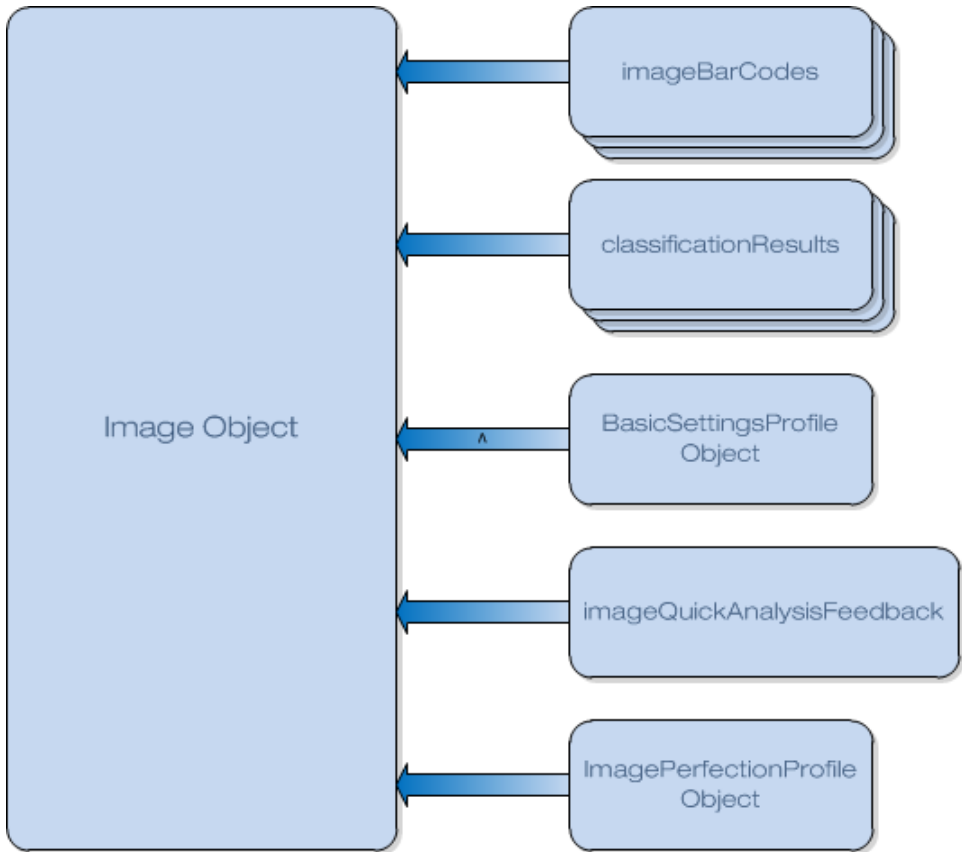 imageBarCodes
classificationResults
Image Object
BasicSettingsProfile
Object
^
imageQuickAnalysisFeedback
ImagePerfectionProfile
Object